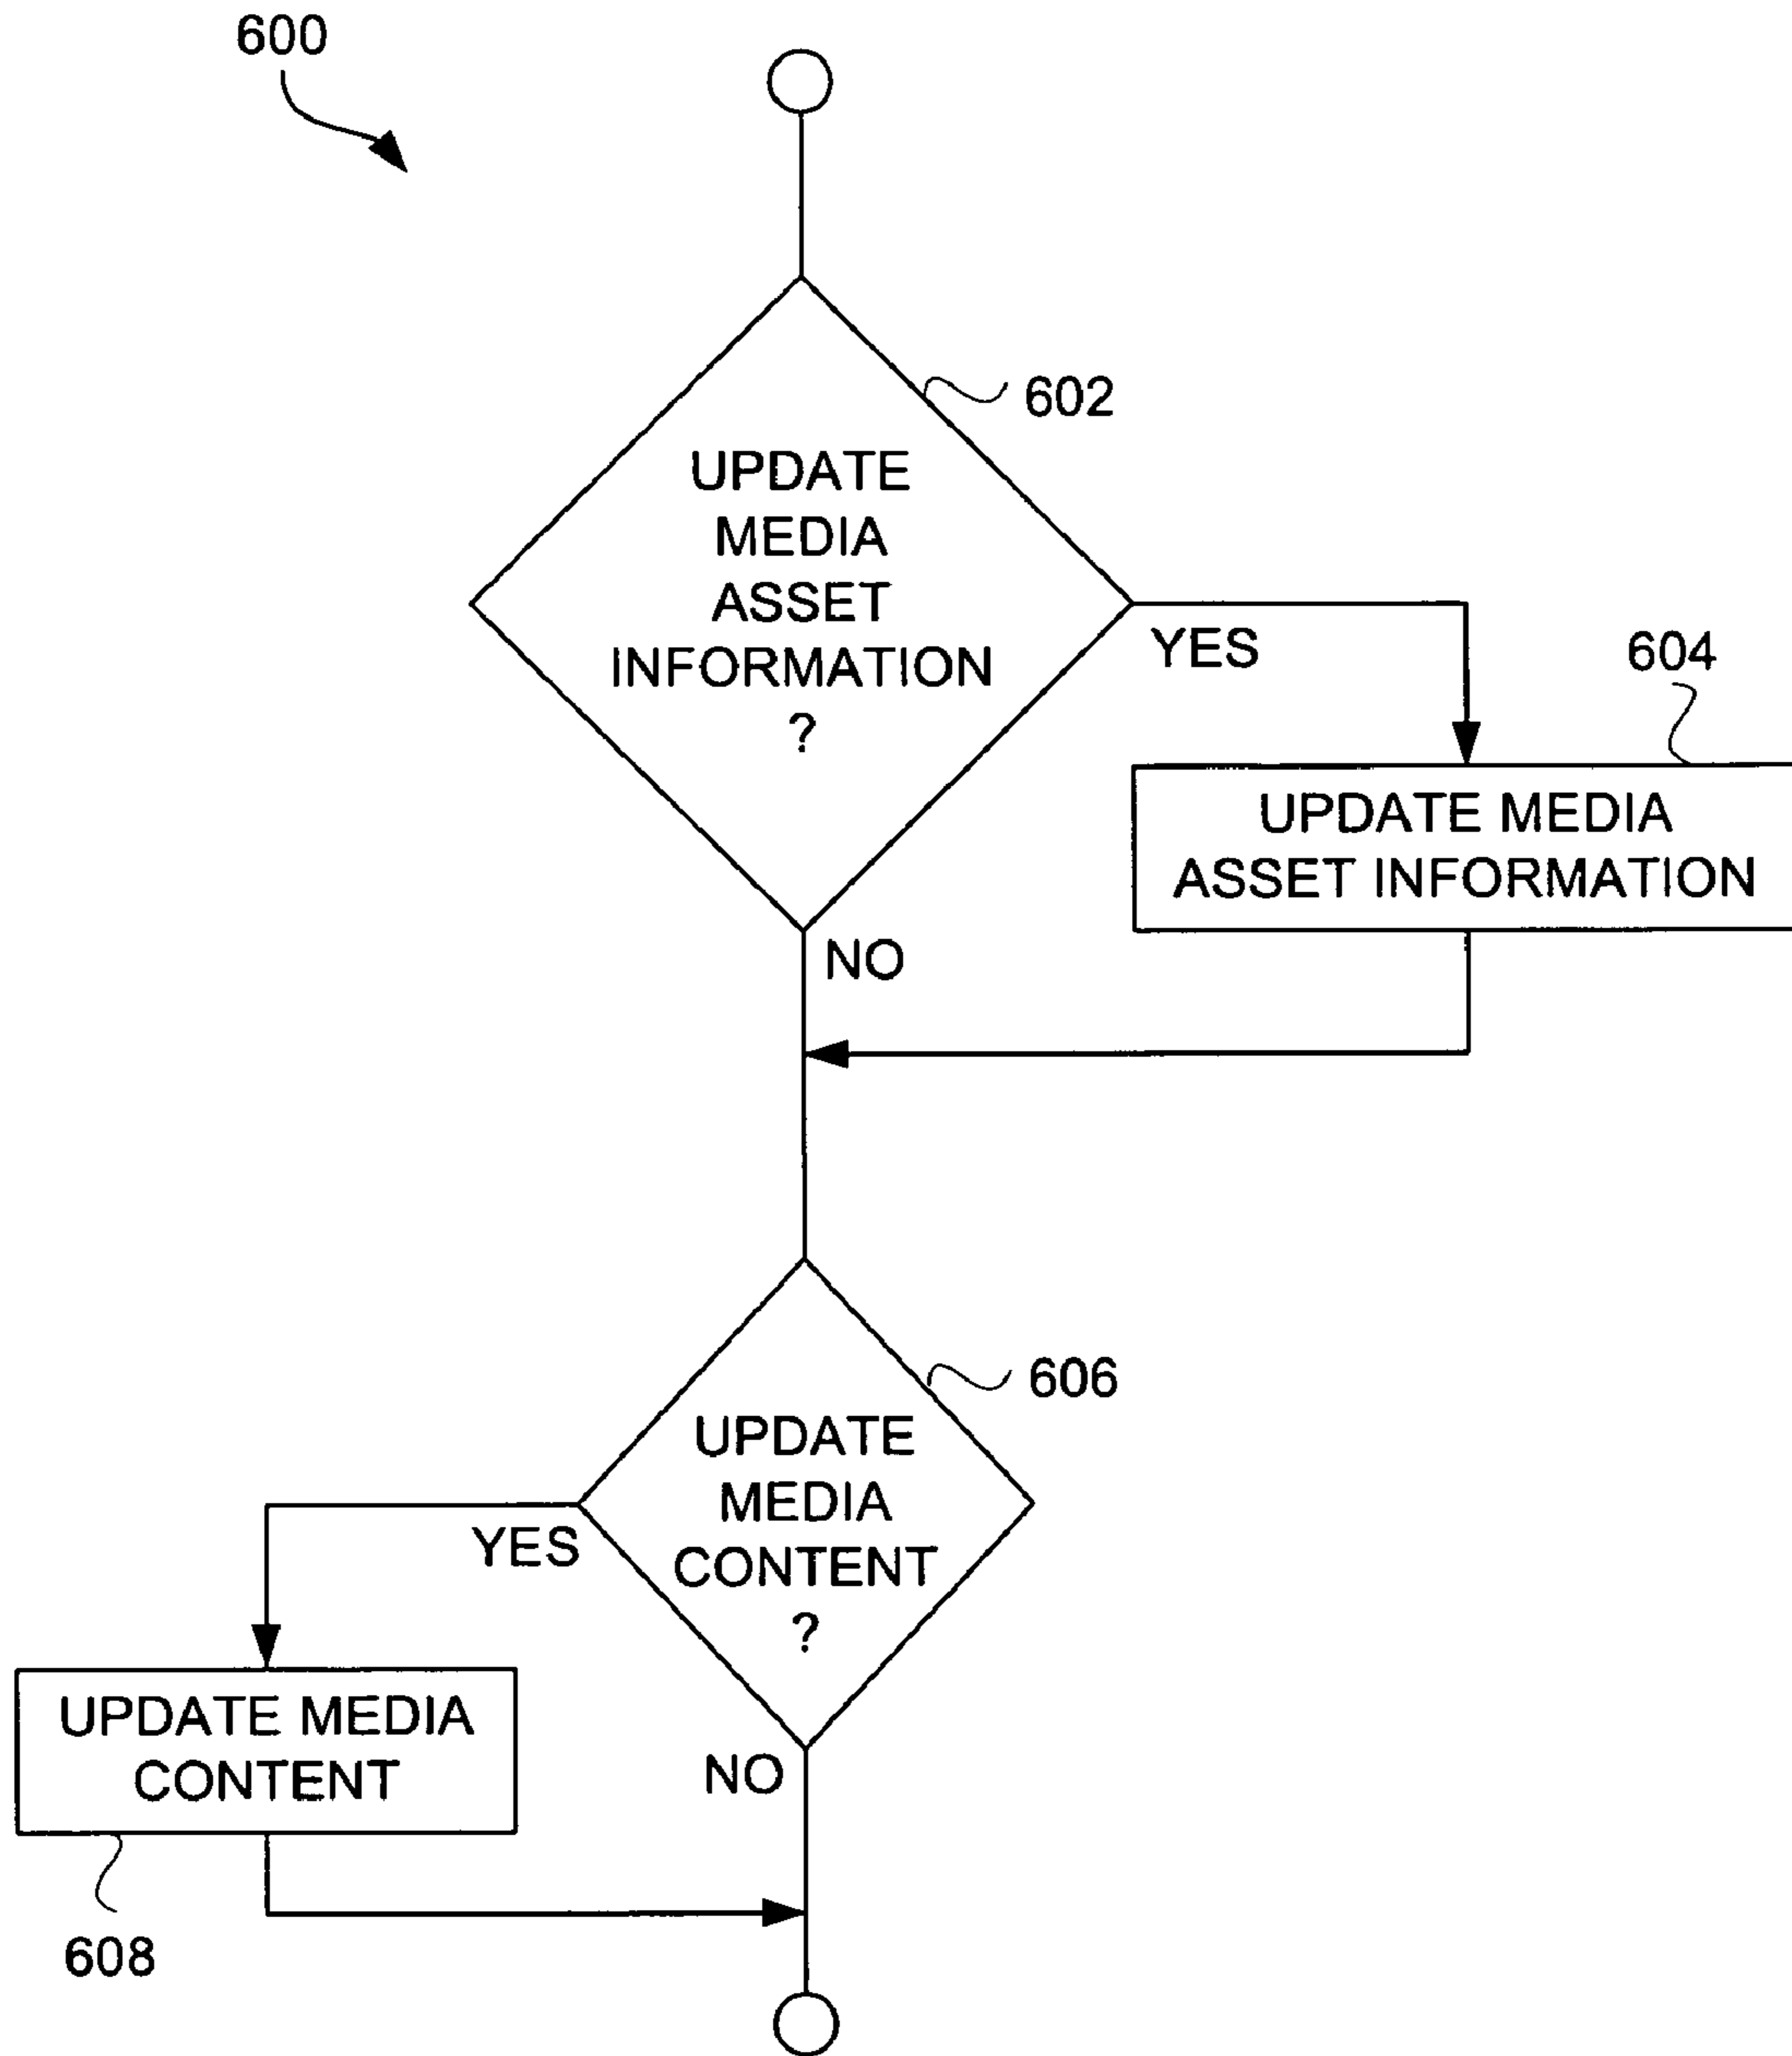 600
602
UPDATE
MEDIA
ASSET
INFORMATION
?
YES
604
UPDATE MEDIA
ASSET INFORMATION
NO
606
UPDATE
MEDIA
CONTENT
?
YES
UPDATE MEDIA
CONTENT
NO
608